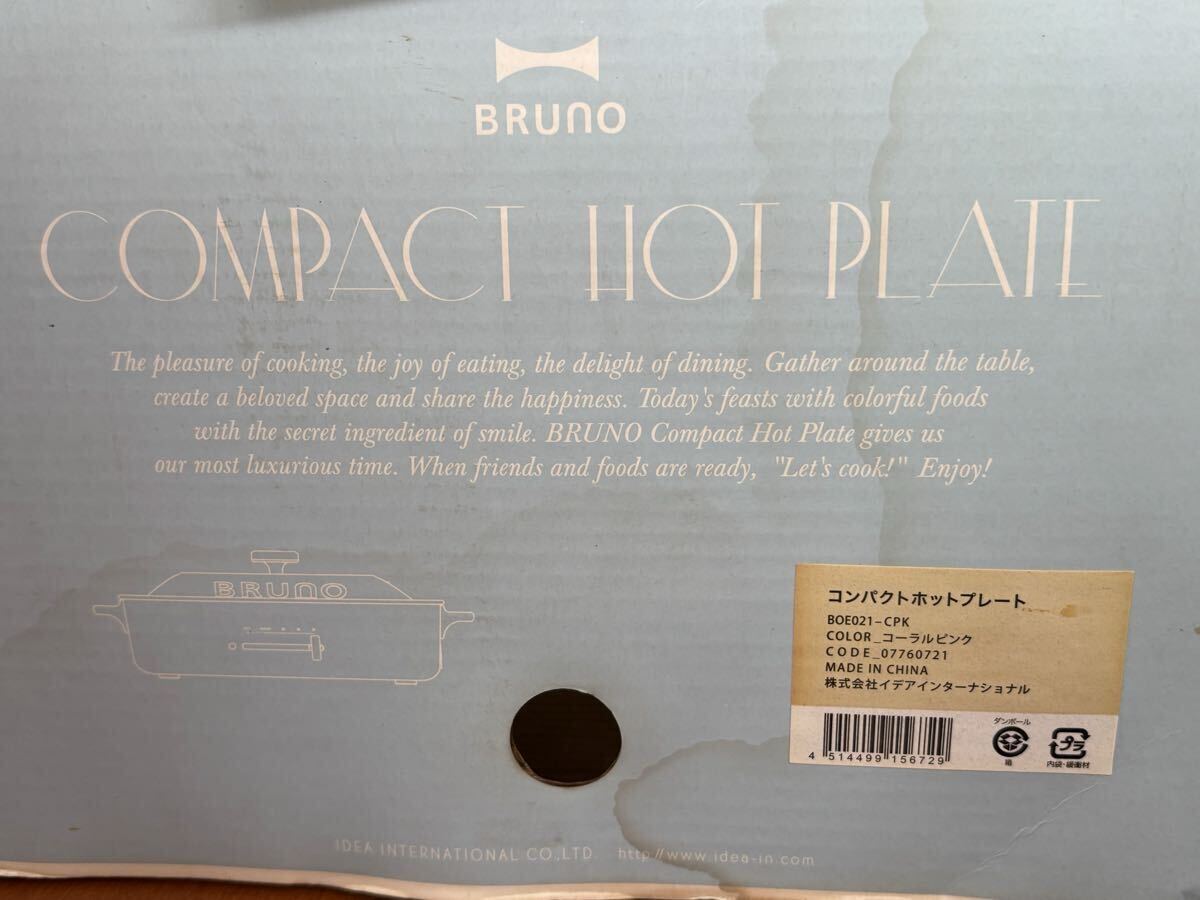 BRUNO
COMPACT HOT PLATE
The pleasure of cooking, the joy of eating, the delight of dining. Gather around the table,
create a beloved space and share the happiness. Today's feasts with colorful foods
with the secret ingredient of smile. BRUNO Compact Hot Plate gives us
our most luxurious time. When friends and foods are ready, "Let's cook!" Enjoy!
BRUNO
コンパクトホットプレート
BOE021-CPK
COLOR_コーラルピンク
CODE_07760721
MADE IN CHINA
株式会社イデアインターナショナル
4 514499 156729
ダンボール
箱
プラ
内袋・緩衝材
IDEA INTERNATIONAL CO.,LTD. http://www.idea-in.com